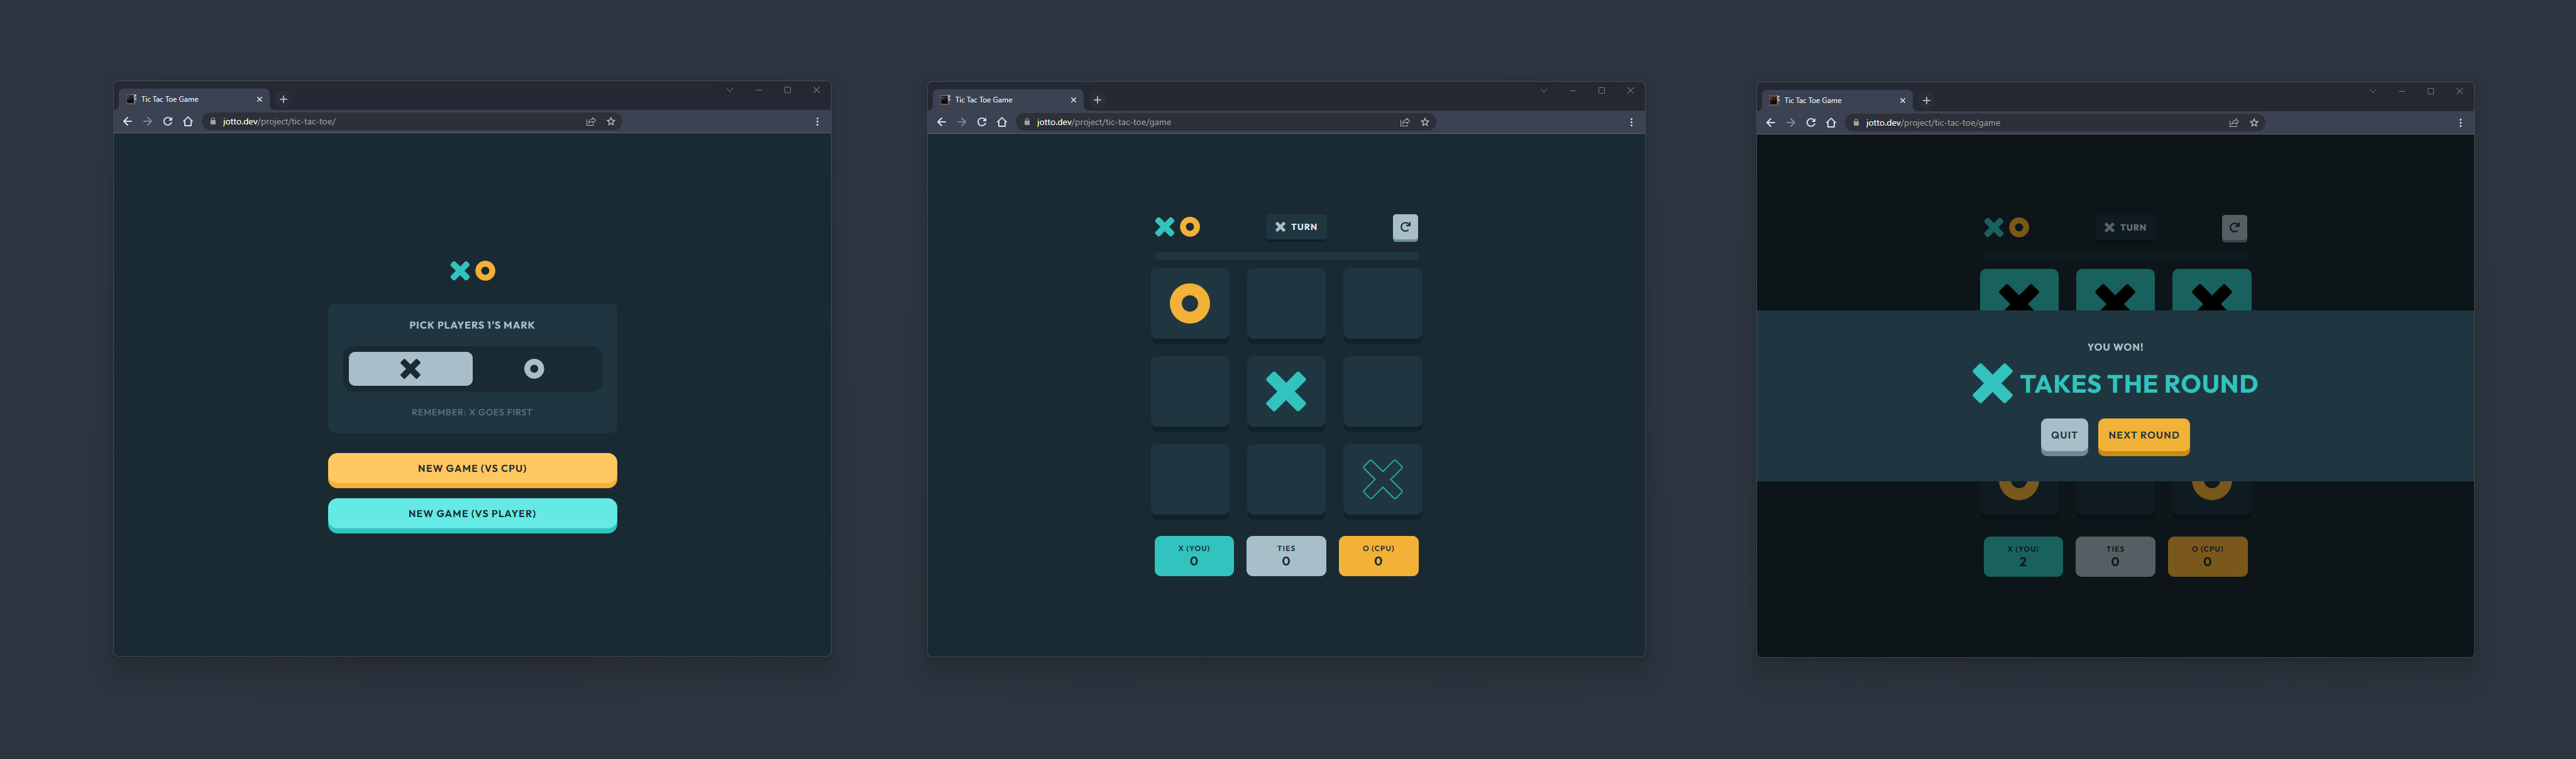 Tic Tac Toe Game
jotto.dev/project/tic-tac-toe/
PICK PLAYERS 1'S MARK
REMEMBER: X GOES FIRST
NEW GAME (VS CPU)
NEW GAME (VS PLAYER)
Tic Tac Toe Game
jotto.dev/project/tic-tac-toe/game
TURN
X (YOU)
0
TIES
0
O (CPU)
0
Tic Tac Toe Game
jotto.dev/project/tic-tac-toe/game
TURN
YOU WON!
TAKES THE ROUND
QUIT
NEXT ROUND
X (YOU)
2
TIES
0
O (CPU)
0